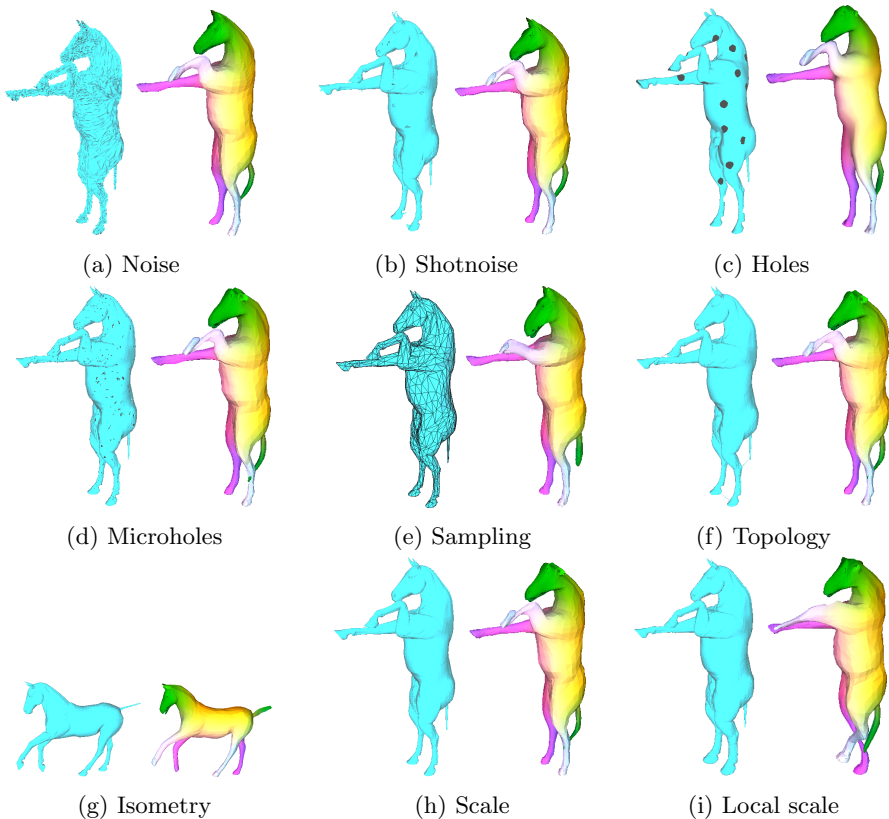 (a) Noise
(b) Shotnoise
(c) Holes
(d) Microholes
(e) Sampling
(f) Topology
(g) Isometry
(h) Scale
(i) Local scale